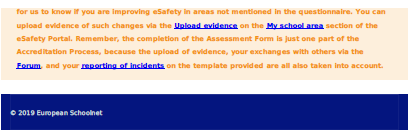 for us to know if you are improving eSafety in areas not mentioned in the questionnaire. You can
upload evidence of such changes via the Upload evidence on the My school area section of the
eSafety Portal. Remember, the completion of the Assessment Form is just one part of the
Accreditation Process, because the upload of evidence, your exchanges with others via the
Forum, and your reporting of incidents on the template provided are all also taken into account.
© 2019 European Schoolnet